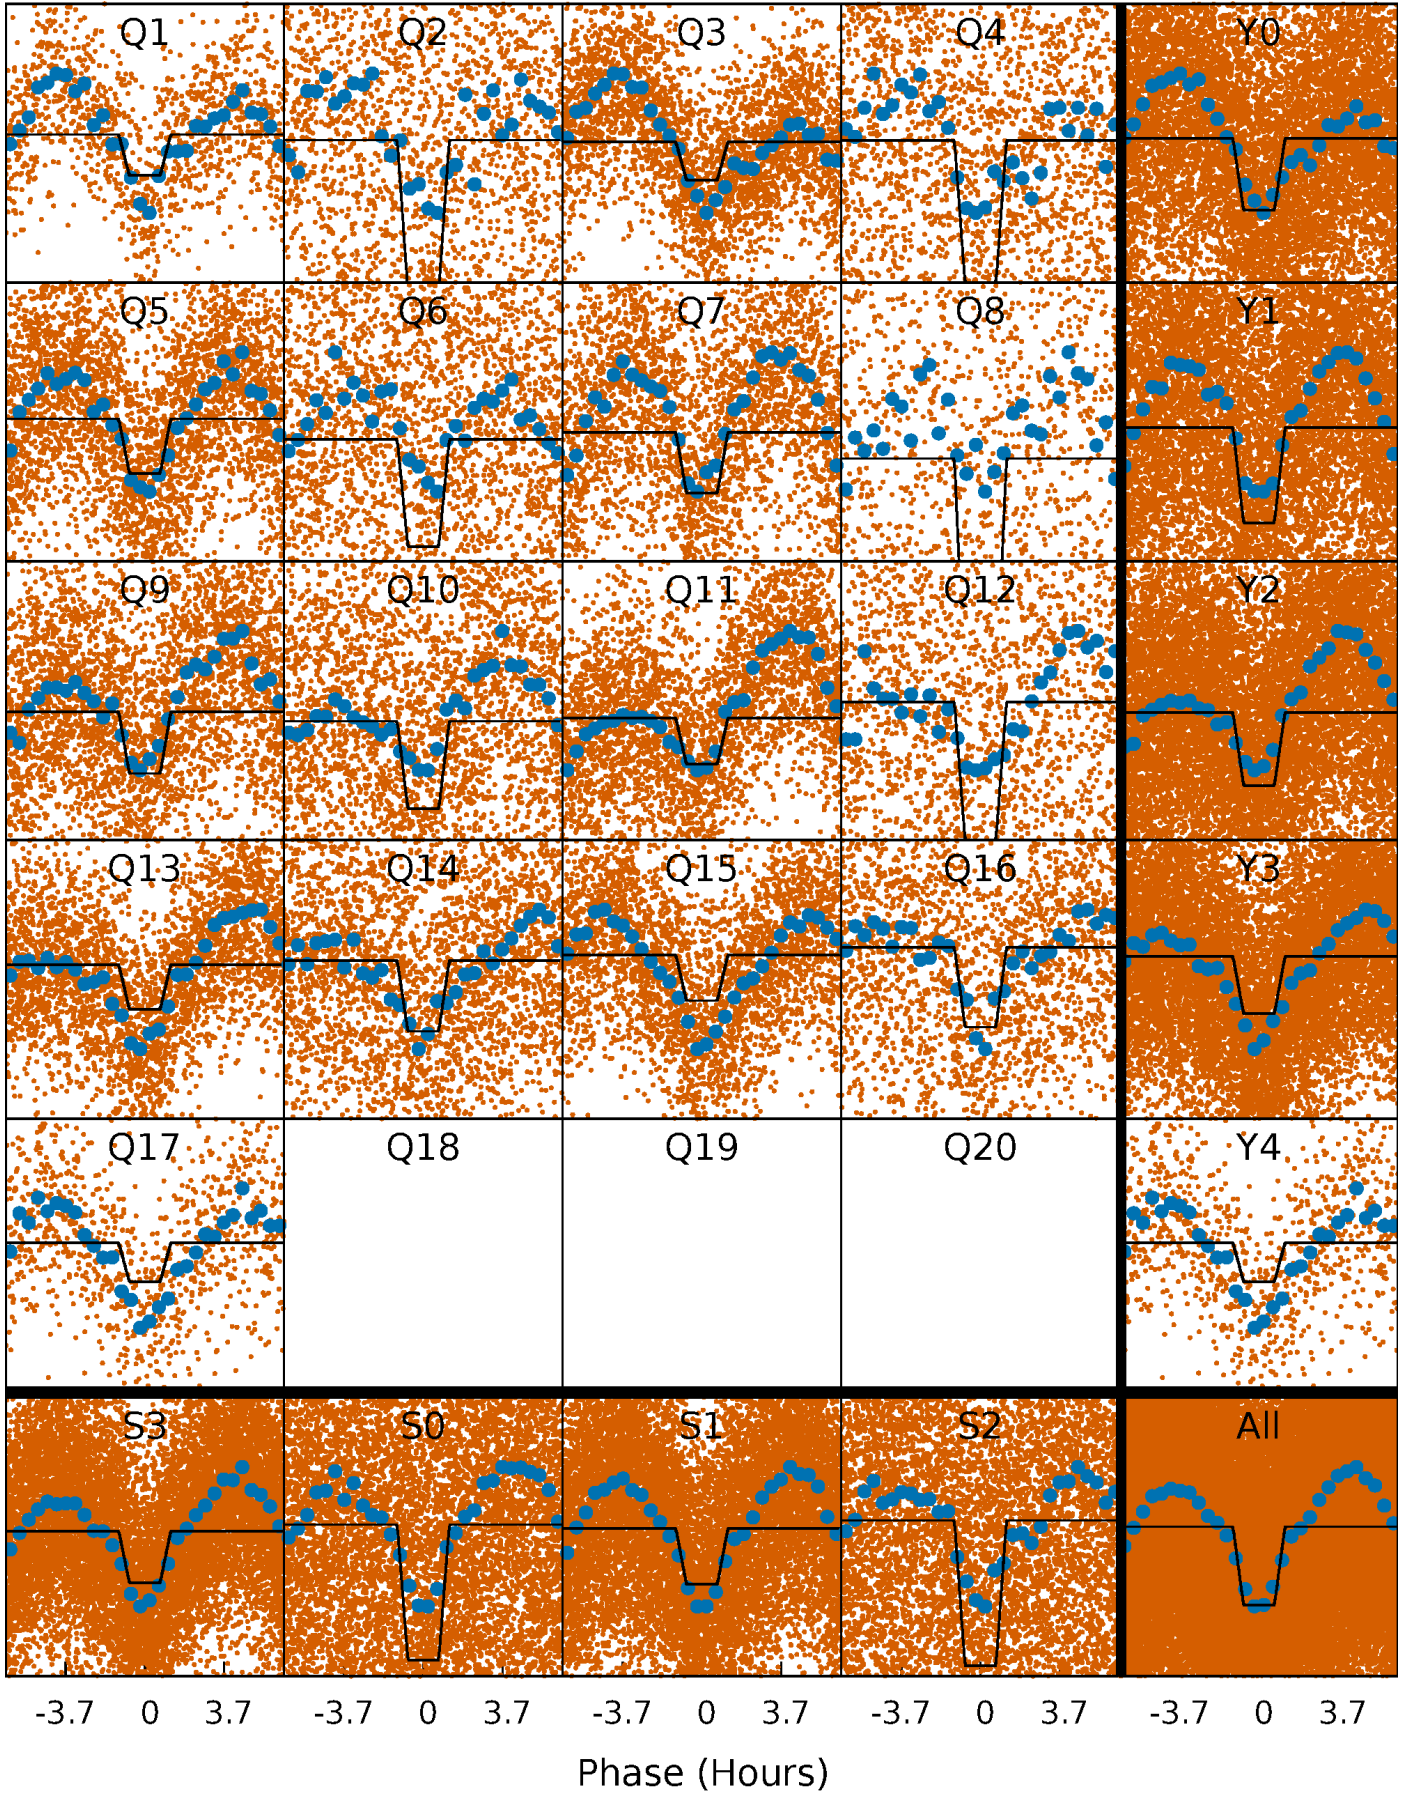 Q1 Q2 Q3 Q4 Y0
Q5 Q6 Q7 Q8 Y1
Q9 Q10 Q11 Q12 Y2
Q13 Q14 Q15 Q16 Y3
Q17 Q18 Q19 Q20 Y4
S3 S0 S1 S2 All
-3.7 0 3.7 -3.7 0 3.7 -3.7 0 3.7 -3.7 0 3.7 -3.7 0 3.7
Phase (Hours)